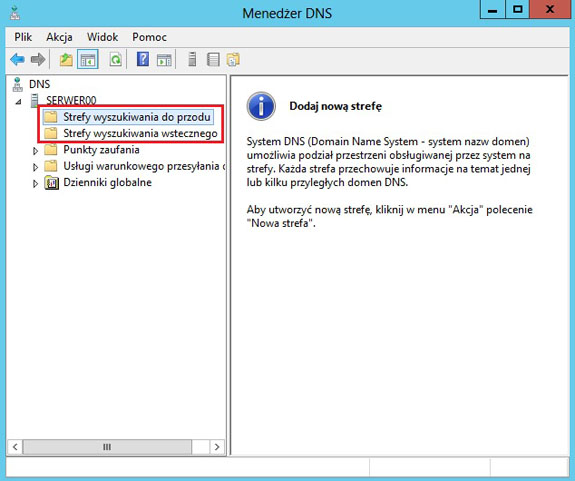 Menedżer DNS
Plik Akcja Widok Pomoc
DNS
SERWER00
Strefy wyszukiwania do przodu
Strefy wyszukiwania wstecznego
Punkty zaufania
Usługi warunkowego przesyłania
Dzienniki globalne
Dodaj nową strefę
System DNS (Domain Name System - system nazw domen)
umożliwia podział przestrzeni obsługiwanej przez system na
strefy. Każda strefa przechowuje informacje na temat jednej
lub kilku przyległych domen DNS.
Aby utworzyć nową strefę, kliknij w menu "Akcja" polecenie
"Nowa strefa".